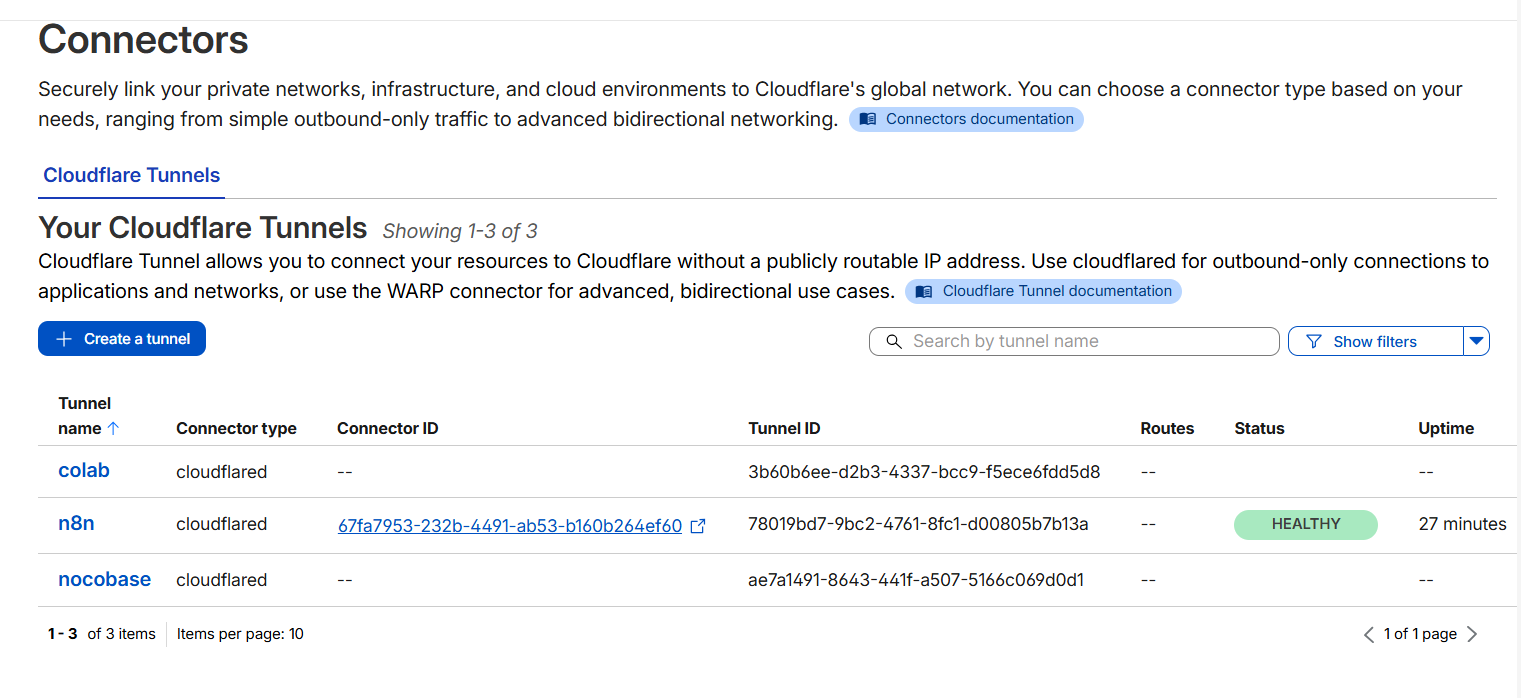 Connectors
Securely link your private networks, infrastructure, and cloud environments to Cloudflare's global network. You can choose a connector type based on your
needs, ranging from simple outbound-only traffic to advanced bidirectional networking. Connectors documentation
Cloudflare Tunnels
Your Cloudflare Tunnels Showing 1-3 of 3
Cloudflare Tunnel allows you to connect your resources to Cloudflare without a publicly routable IP address. Use cloudflared for outbound-only connections to
applications and networks, or use the WARP connector for advanced, bidirectional use cases. Cloudflare Tunnel documentation
+ Create a tunnel Search by tunnel name Show filters
Tunnel
name ↑ Connector type Connector ID Tunnel ID Routes Status Uptime
colab cloudflared -- 3b60b6ee-d2b3-4337-bcc9-f5ece6fdd5d8 -- --
n8n cloudflared 67fa7953-232b-4491-ab53-b160b264ef60 78019bd7-9bc2-4761-8fc1-d00805b7b13a -- HEALTHY 27 minutes
nocobase cloudflared -- ae7a1491-8643-441f-a507-5166c069d0d1 -- --
1 - 3 of 3 items Items per page: 10 1 of 1 page